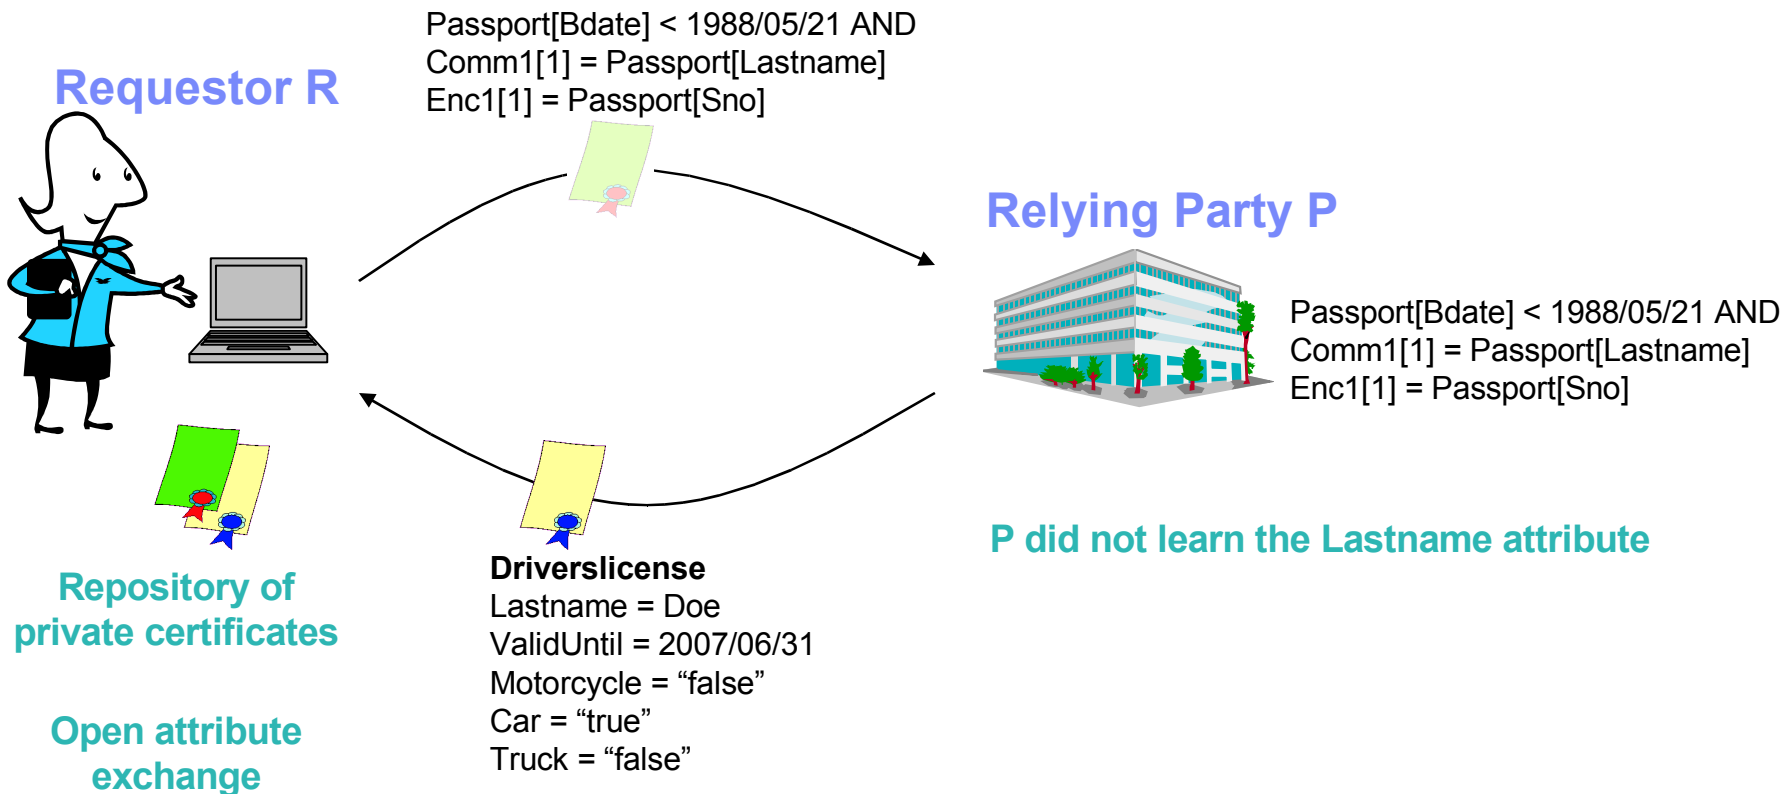 Passport[Bdate] < 1988/05/21 AND
Comm1[1] = Passport[Lastname]
Enc1[1] = Passport[Sno]
Requestor R
Relying Party P
Passport[Bdate] < 1988/05/21 AND
Comm1[1] = Passport[Lastname]
Enc1[1] = Passport[Sno]
P did not learn the Lastname attribute
Repository of
private certificates
Open attribute
exchange
Driverslicense
Lastname = Doe
ValidUntil = 2007/06/31
Motorcycle = “false”
Car = “true”
Truck = “false”